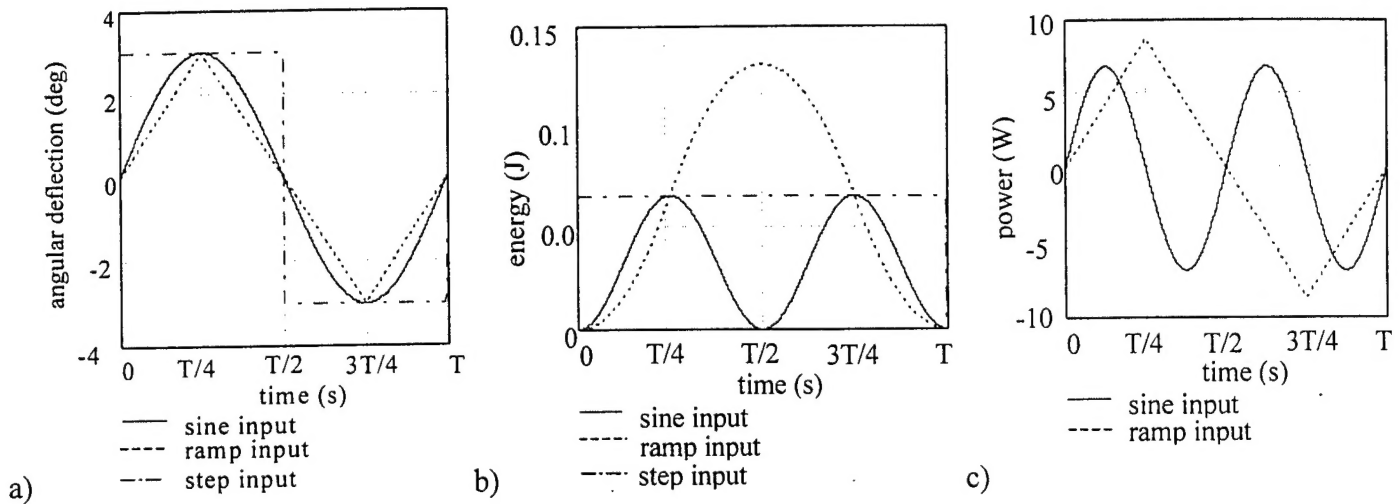 4
2
0
-2
-4
angular deflection (deg)
0 T/4 T/2 3T/4 T
time (s)
sine input
ramp input
step input
a)
0.15
0.1
0.0
0
energy (J)
0 T/4 T/2 3T/4 T
time (s)
sine input
ramp input
step input
b)
10
5
0
-5
-10
power (W)
0 T/4 T/2 3T/4 T
time (s)
sine input
ramp input
c)